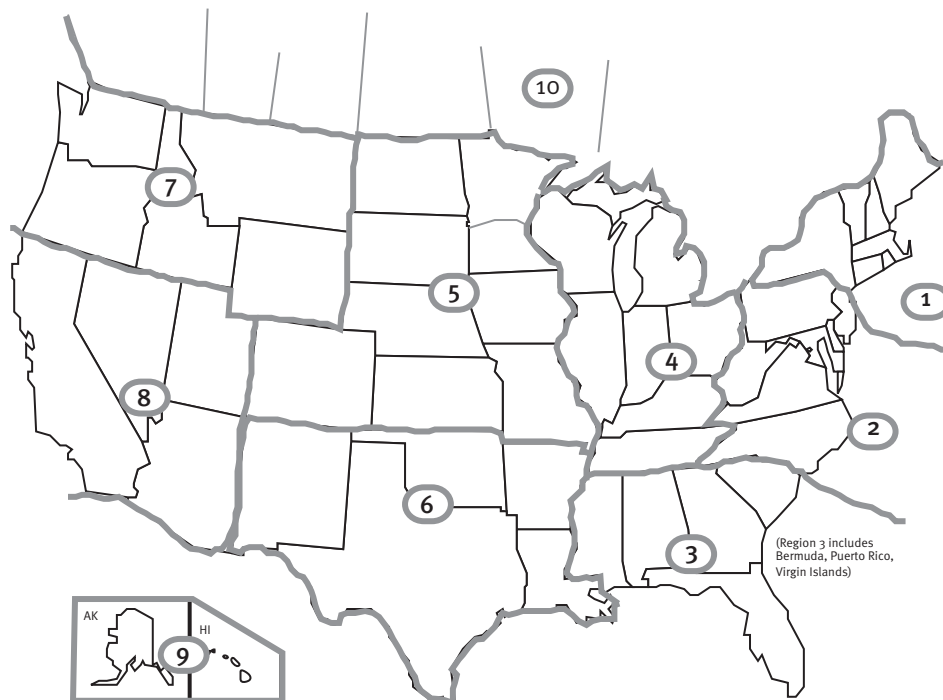 10
7
5
1
4
8
2
6
3
(Region 3 includes
Bermuda, Puerto Rico,
Virgin Islands)
AK
HI
9